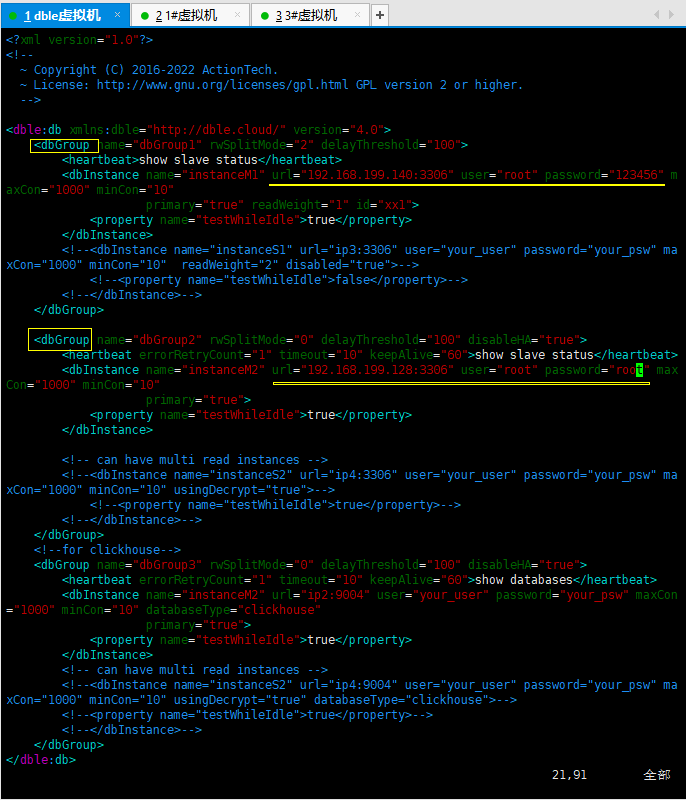 1 dble虚拟机 × 2 1#虚拟机 × 3 3#虚拟机 × +
<?xml version="1.0"?>
<!--
  ~ Copyright (C) 2016-2022 ActionTech.
  ~ License: http://www.gnu.org/licenses/gpl.html GPL version 2 or higher.
  -->
<dble:db xmlns:dble="http://dble.cloud/" version="4.0">
    <dbGroup name="dbGroup1" rwSplitMode="2" delayThreshold="100">
        <heartbeat>show slave status</heartbeat>
        <dbInstance name="instanceM1" url="192.168.199.140:3306" user="root" password="123456" m
axCon="1000" minCon="10"
                    primary="true" readWeight="1" id="xx1">
            <property name="testWhileIdle">true</property>
        </dbInstance>
        <!--<dbInstance name="instanceS1" url="ip3:3306" user="your_user" password="your_psw" ma
xCon="1000" minCon="10"  readWeight="2" disabled="true">-->
            <!--<property name="testWhileIdle">false</property>-->
        <!--</dbInstance>-->
    </dbGroup>
    <dbGroup name="dbGroup2" rwSplitMode="0" delayThreshold="100" disableHA="true">
        <heartbeat errorRetryCount="1" timeout="10" keepAlive="60">show slave status</heartbeat>
        <dbInstance name="instanceM2" url="192.168.199.128:3306" user="root" password="root" max
Con="1000" minCon="10"
                    primary="true">
            <property name="testWhileIdle">true</property>
        </dbInstance>
        <!-- can have multi read instances -->
        <!--<dbInstance name="instanceS2" url="ip4:3306" user="your_user" password="your_psw" ma
xCon="1000" minCon="10" usingDecrypt="true">-->
            <!--<property name="testWhileIdle">true</property>-->
        <!--</dbInstance>-->
    </dbGroup>
    <!--for clickhouse-->
    <dbGroup name="dbGroup3" rwSplitMode="0" delayThreshold="100" disableHA="true">
        <heartbeat errorRetryCount="1" timeout="10" keepAlive="60">show databases</heartbeat>
        <dbInstance name="instanceM2" url="ip2:9004" user="your_user" password="your_psw" maxCon
="1000" minCon="10" databaseType="clickhouse"
                    primary="true">
            <property name="testWhileIdle">true</property>
        </dbInstance>
        <!-- can have multi read instances -->
        <!--<dbInstance name="instanceS2" url="ip4:9004" user="your_user" password="your_psw" ma
xCon="1000" minCon="10" usingDecrypt="true" databaseType="clickhouse">-->
        <!--<property name="testWhileIdle">true</property>-->
        <!--</dbInstance>-->
    </dbGroup>
</dble:db>
21,91 全部